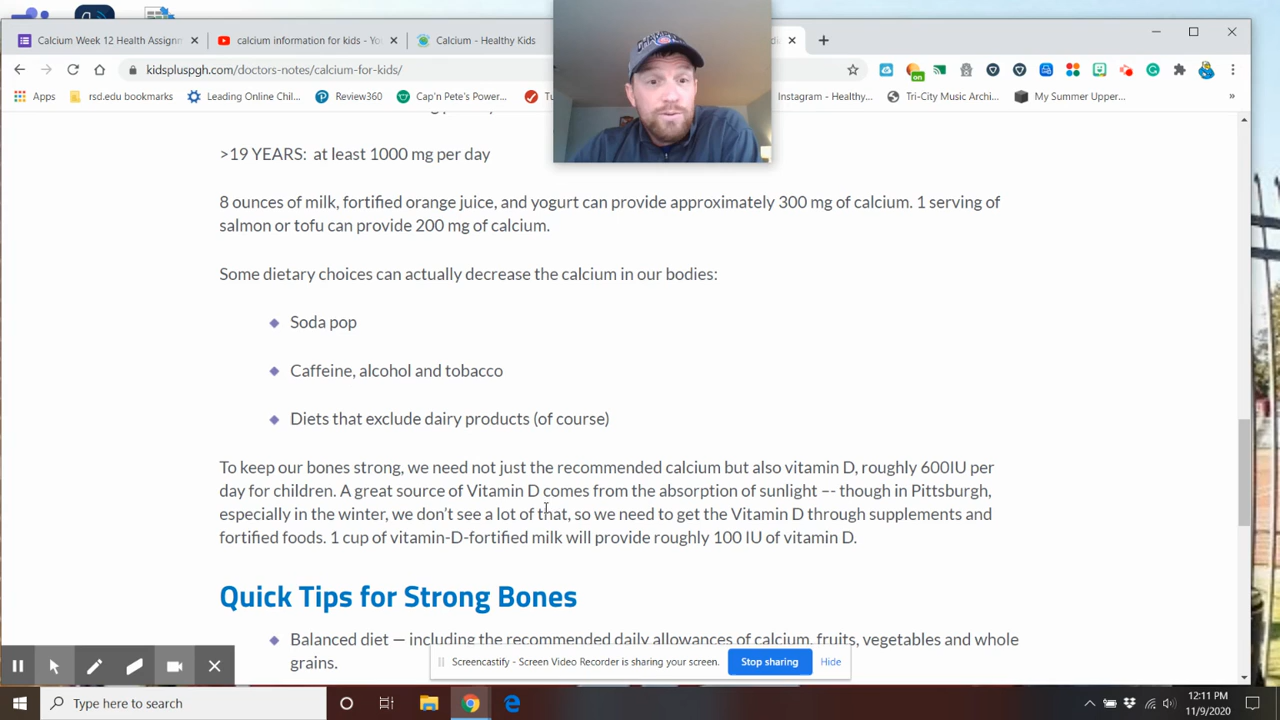 Calcium Week 12 Health Assignm
calcium information for kids - Yo
Calcium - Healthy Kids
kidspluspgh.com/doctors-notes/calcium-for-kids/
on
Apps
rsd.edu bookmarks
Leading Online Chil...
Review360
Cap'n Pete's Power...
Instagram - Healthy...
Tri-City Music Archi...
My Summer Upper...
CHAMPIONS
>19 YEARS: at least 1000 mg per day
8 ounces of milk, fortified orange juice, and yogurt can provide approximately 300 mg of calcium. 1 serving of
salmon or tofu can provide 200 mg of calcium.
Some dietary choices can actually decrease the calcium in our bodies:
Soda pop
Caffeine, alcohol and tobacco
Diets that exclude dairy products (of course)
To keep our bones strong, we need not just the recommended calcium but also vitamin D, roughly 600IU per
day for children. A great source of Vitamin D comes from the absorption of sunlight –- though in Pittsburgh,
especially in the winter, we don't see a lot of that, so we need to get the Vitamin D through supplements and
fortified foods. 1 cup of vitamin-D-fortified milk will provide roughly 100 IU of vitamin D.
Quick Tips for Strong Bones
Balanced diet — including the recommended daily allowances of calcium, fruits, vegetables and whole
grains.
Screencastify - Screen Video Recorder is sharing your screen.
Stop sharing
Hide
Type here to search
12:11 PM
11/9/2020